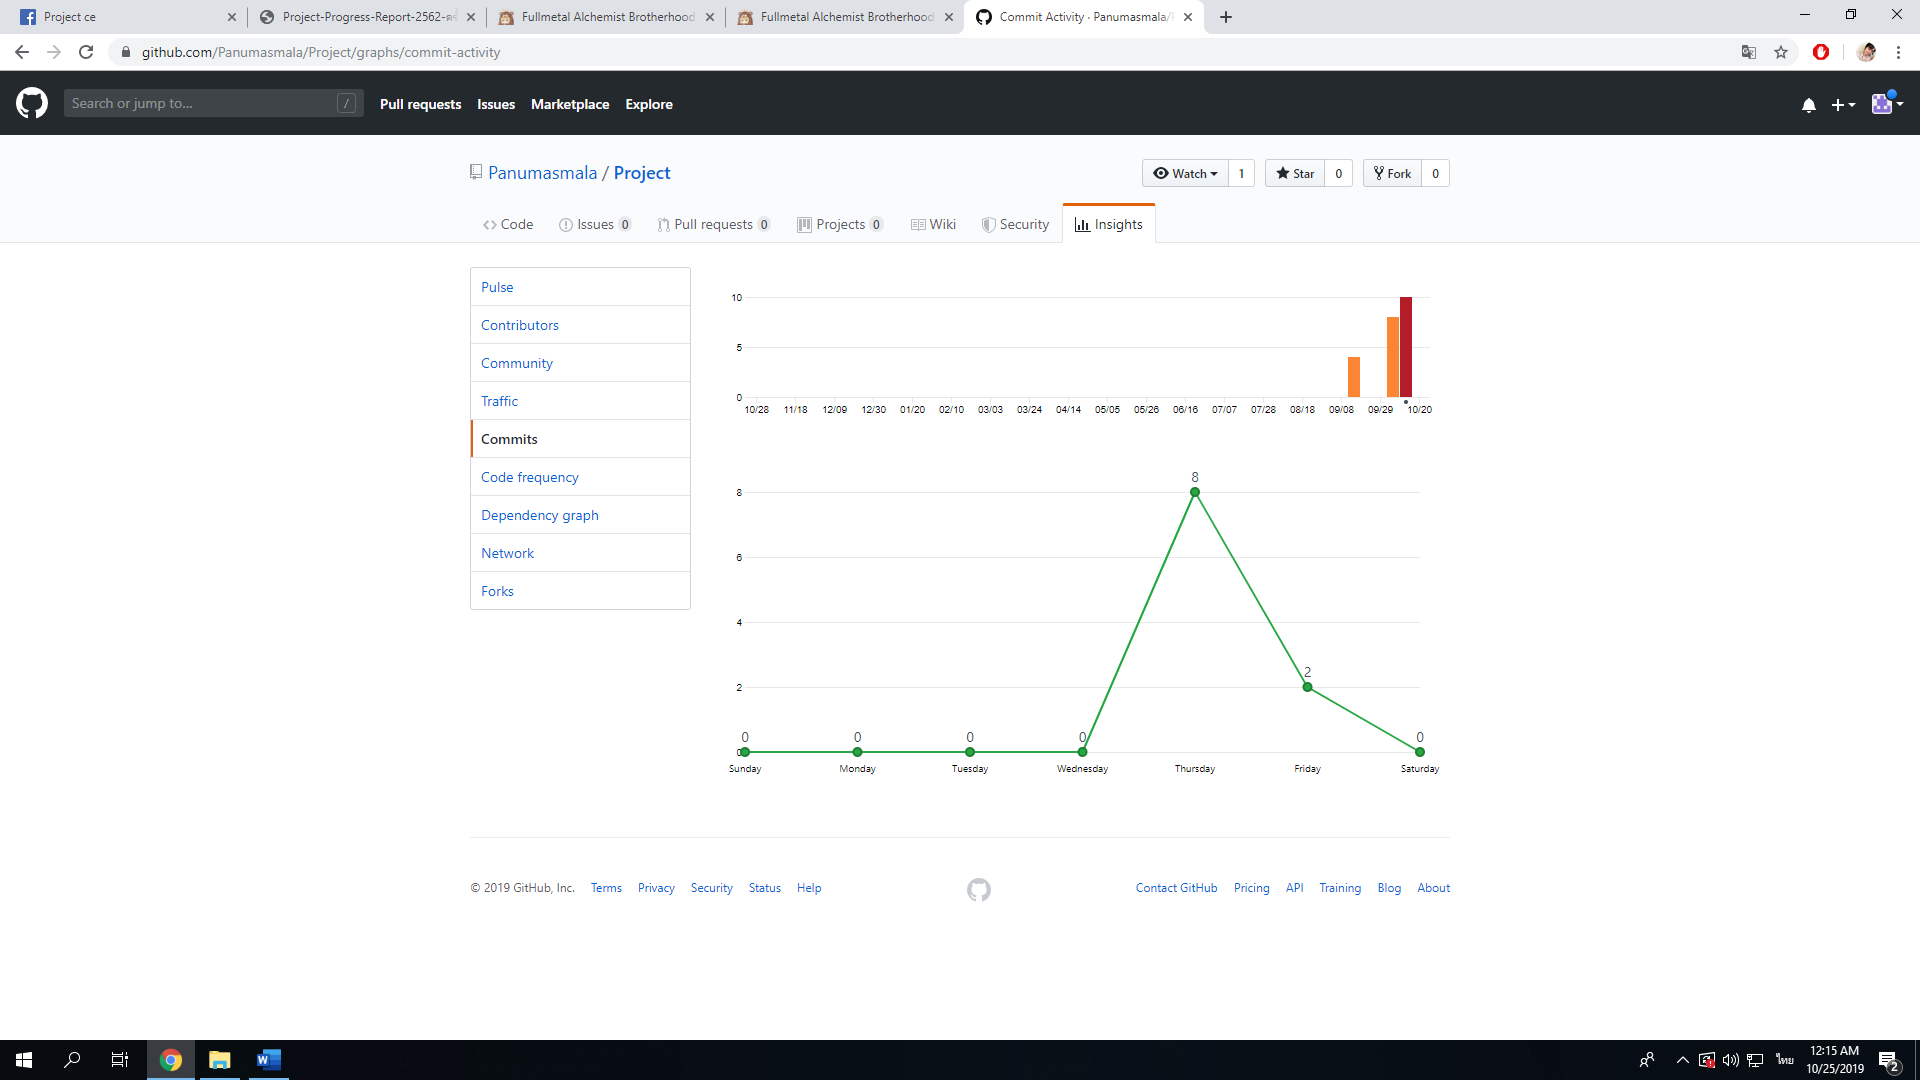 Project ce
Project-Progress-Report-2562-
Fullmetal Alchemist Brotherhood
Fullmetal Alchemist Brotherhood
Commit Activity · Panumasmala/
github.com/Panumasmala/Project/graphs/commit-activity
Search or jump to...
/
Pull requests
Issues
Marketplace
Explore
Panumasmala / Project
Watch 1
Star 0
Fork 0
Code
Issues 0
Pull requests 0
Projects 0
Wiki
Security
Insights
Pulse
Contributors
Community
Traffic
Commits
Code frequency
Dependency graph
Network
Forks
10
5
0
10/28 11/18 12/09 12/30 01/20 02/10 03/03 03/24 04/14 05/05 05/26 06/16 07/07 07/28 08/18 09/08 09/29 10/20
8
8
6
4
2
2
0
0 0 0 0 0
Sunday Monday Tuesday Wednesday Thursday Friday Saturday
© 2019 GitHub, Inc. Terms Privacy Security Status Help
Contact GitHub Pricing API Training Blog About
W
ไทย
12:15 AM
10/25/2019
2